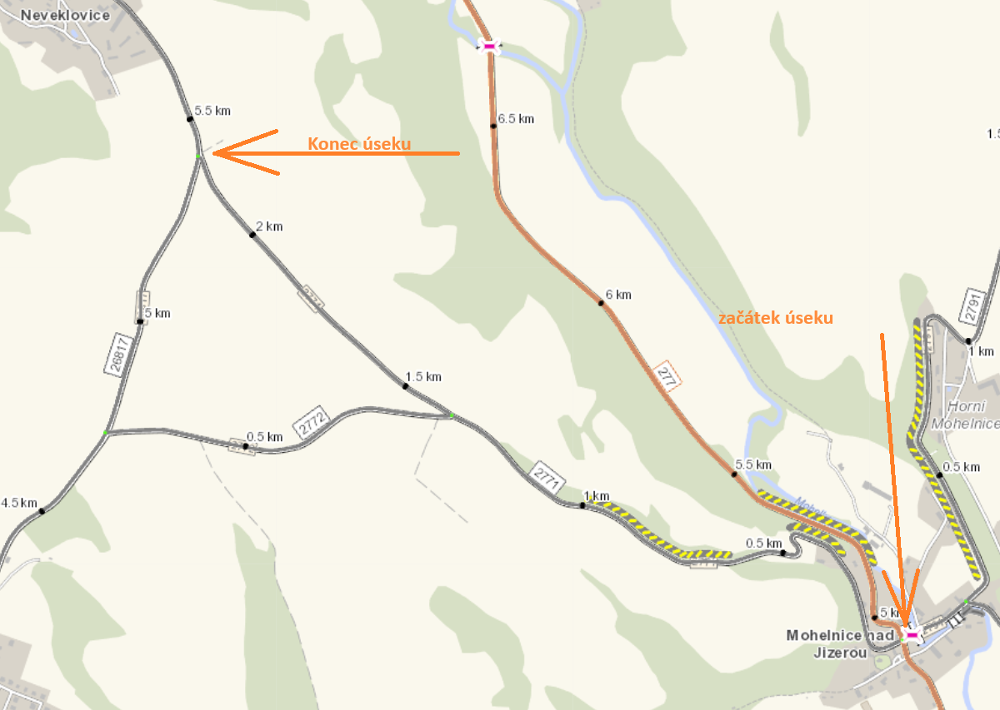 Neveklovice
5.5 km
Konec úseku
6.5 km
1.5
2 km
2771
6 km
začátek úseku
2791
1 km
5 km
26817
277
1.5 km
Horní
Mohelnice
2772
0.5 km
5.5 km
0.5 km
2771
1 km
4.5 km
0.5 km
5 km
Mohelnice nad
Jizerou